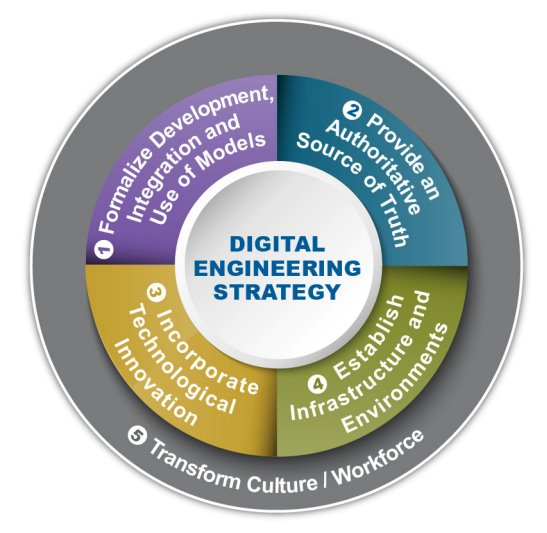 DIGITAL
ENGINEERING
STRATEGY
1 Formalize Development,
Integration and
Use of Models
2 Provide an
Authoritative
Source of Truth
3 Incorporate
Technological
Innovation
4 Establish
Infrastructure and
Environments
5 Transform Culture / Workforce